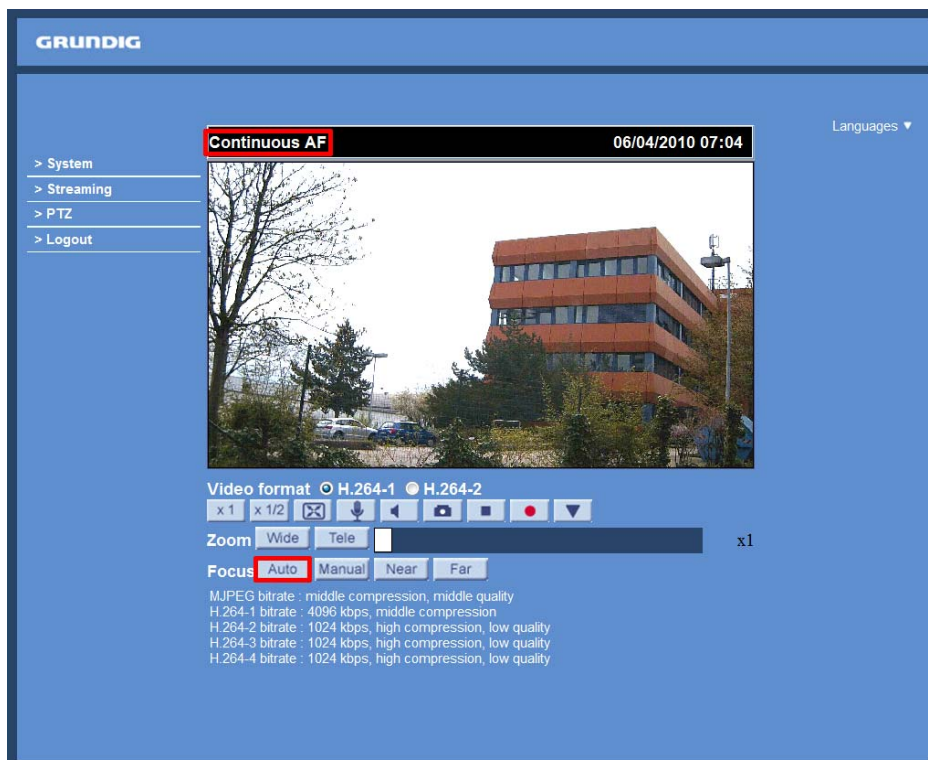 GRUNDIG
Languages ▼
Continuous AF 06/04/2010 07:04
> System
> Streaming
> PTZ
> Logout
Video format H.264-1 H.264-2
x 1 x 1/2
Zoom Wide Tele x1
Focus Auto Manual Near Far
MJPEG bitrate : middle compression, middle quality
H.264-1 bitrate : 4096 kbps, middle compression
H.264-2 bitrate : 1024 kbps, high compression, low quality
H.264-3 bitrate : 1024 kbps, high compression, low quality
H.264-4 bitrate : 1024 kbps, high compression, low quality